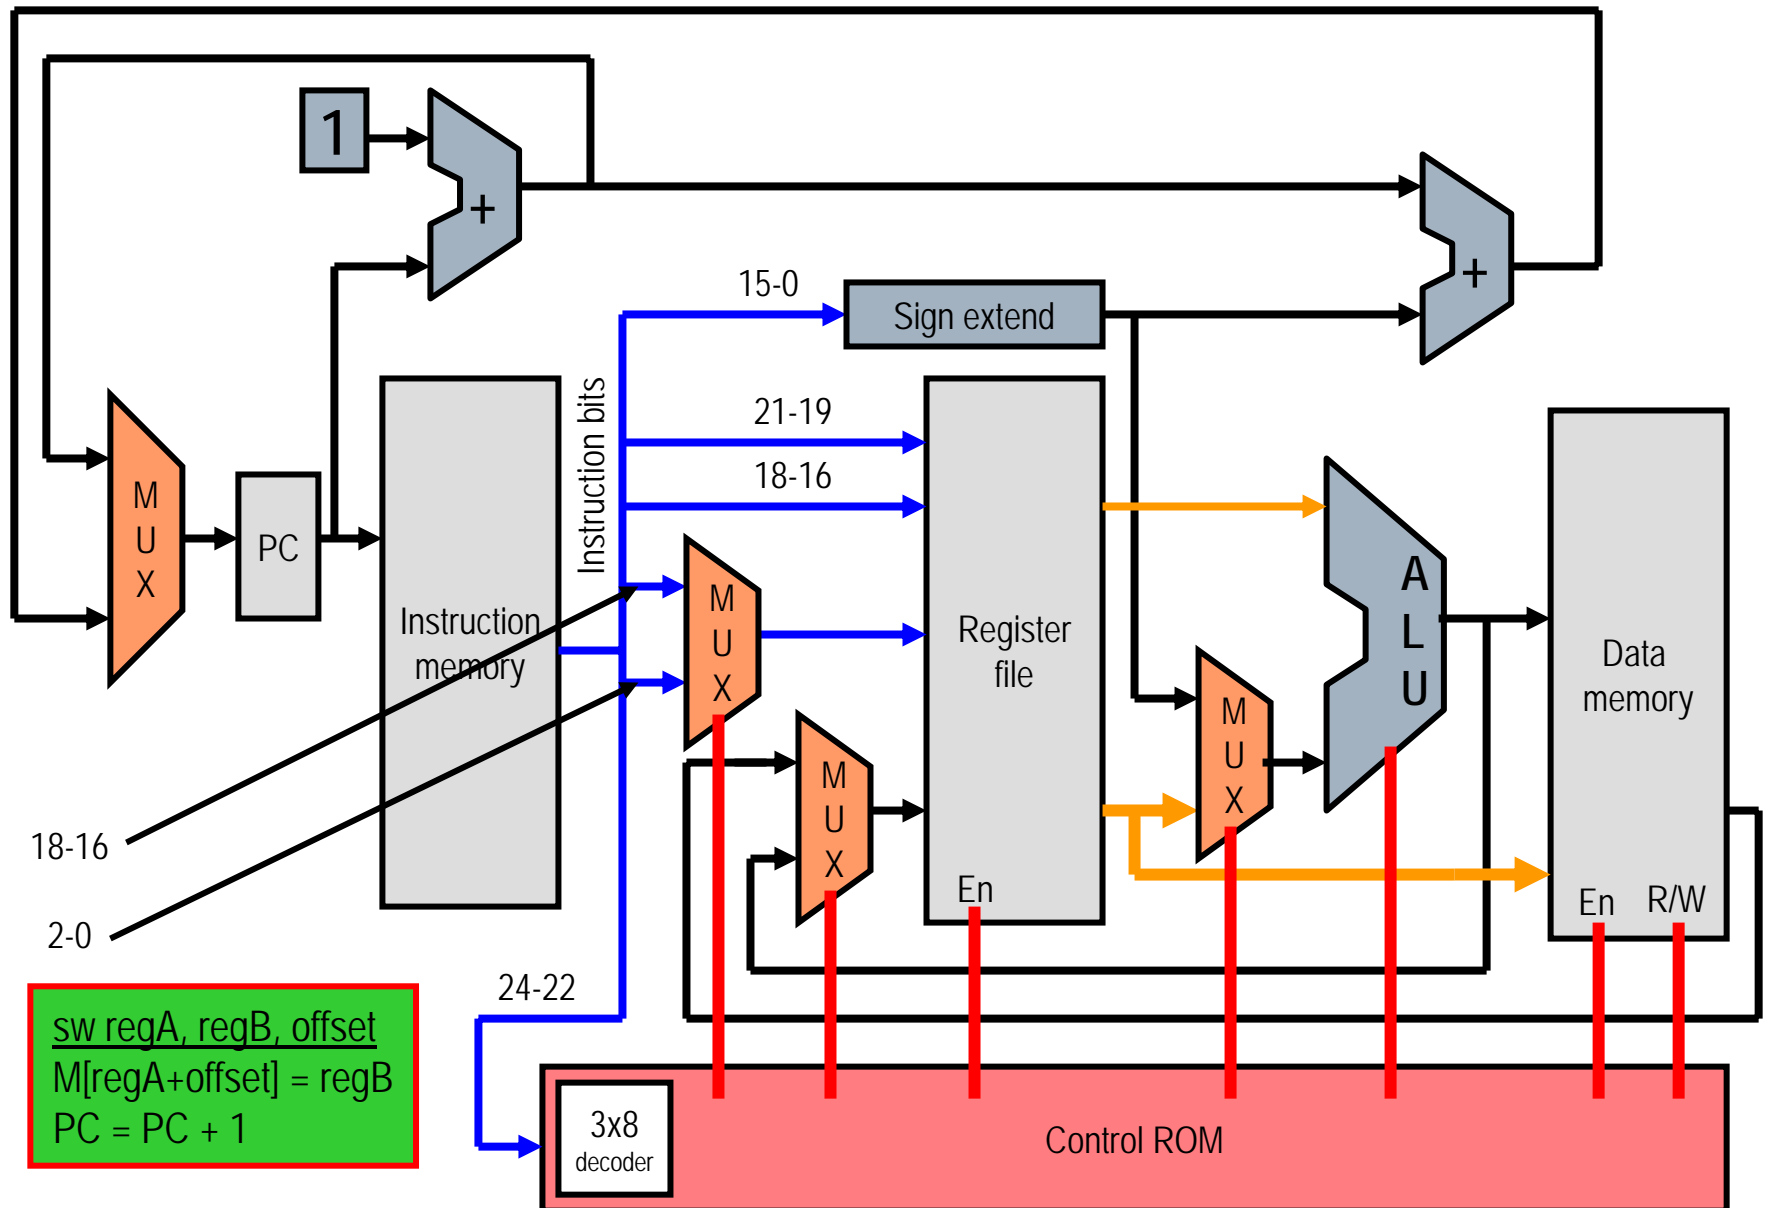 1
+
+
15-0
Sign extend
Instruction bits
21-19
18-16
M
U
X
PC
Instruction
memory
M
U
X
Register
file
En
M
U
X
M
U
X
A
L
U
Data
memory
En
R/W
18-16
2-0
24-22
sw regA, regB, offset
M[regA+offset] = regB
PC = PC + 1
3x8
decoder
Control ROM